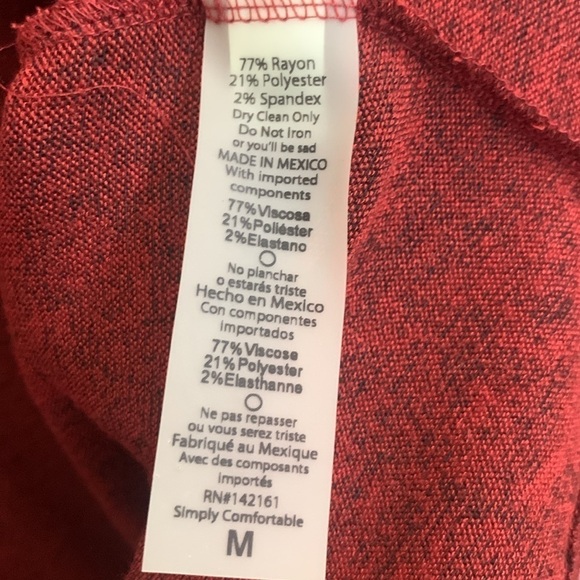 77% Rayon
21% Polyester
2% Spandex
Dry Clean Only
Do Not Iron
or you'll be sad
MADE IN MEXICO
With imported
components
77%Viscosa
21%Poliéster
2%Elastano
No planchar
o estarás triste
Hecho en Mexico
Con componentes
importados
77%Viscose
21%Polyester
2%Elasthanne
Ne pas repasser
ou vous serez triste
Fabriqué au Mexique
Avec des composants
importés
RN#142161
Simply Comfortable
M